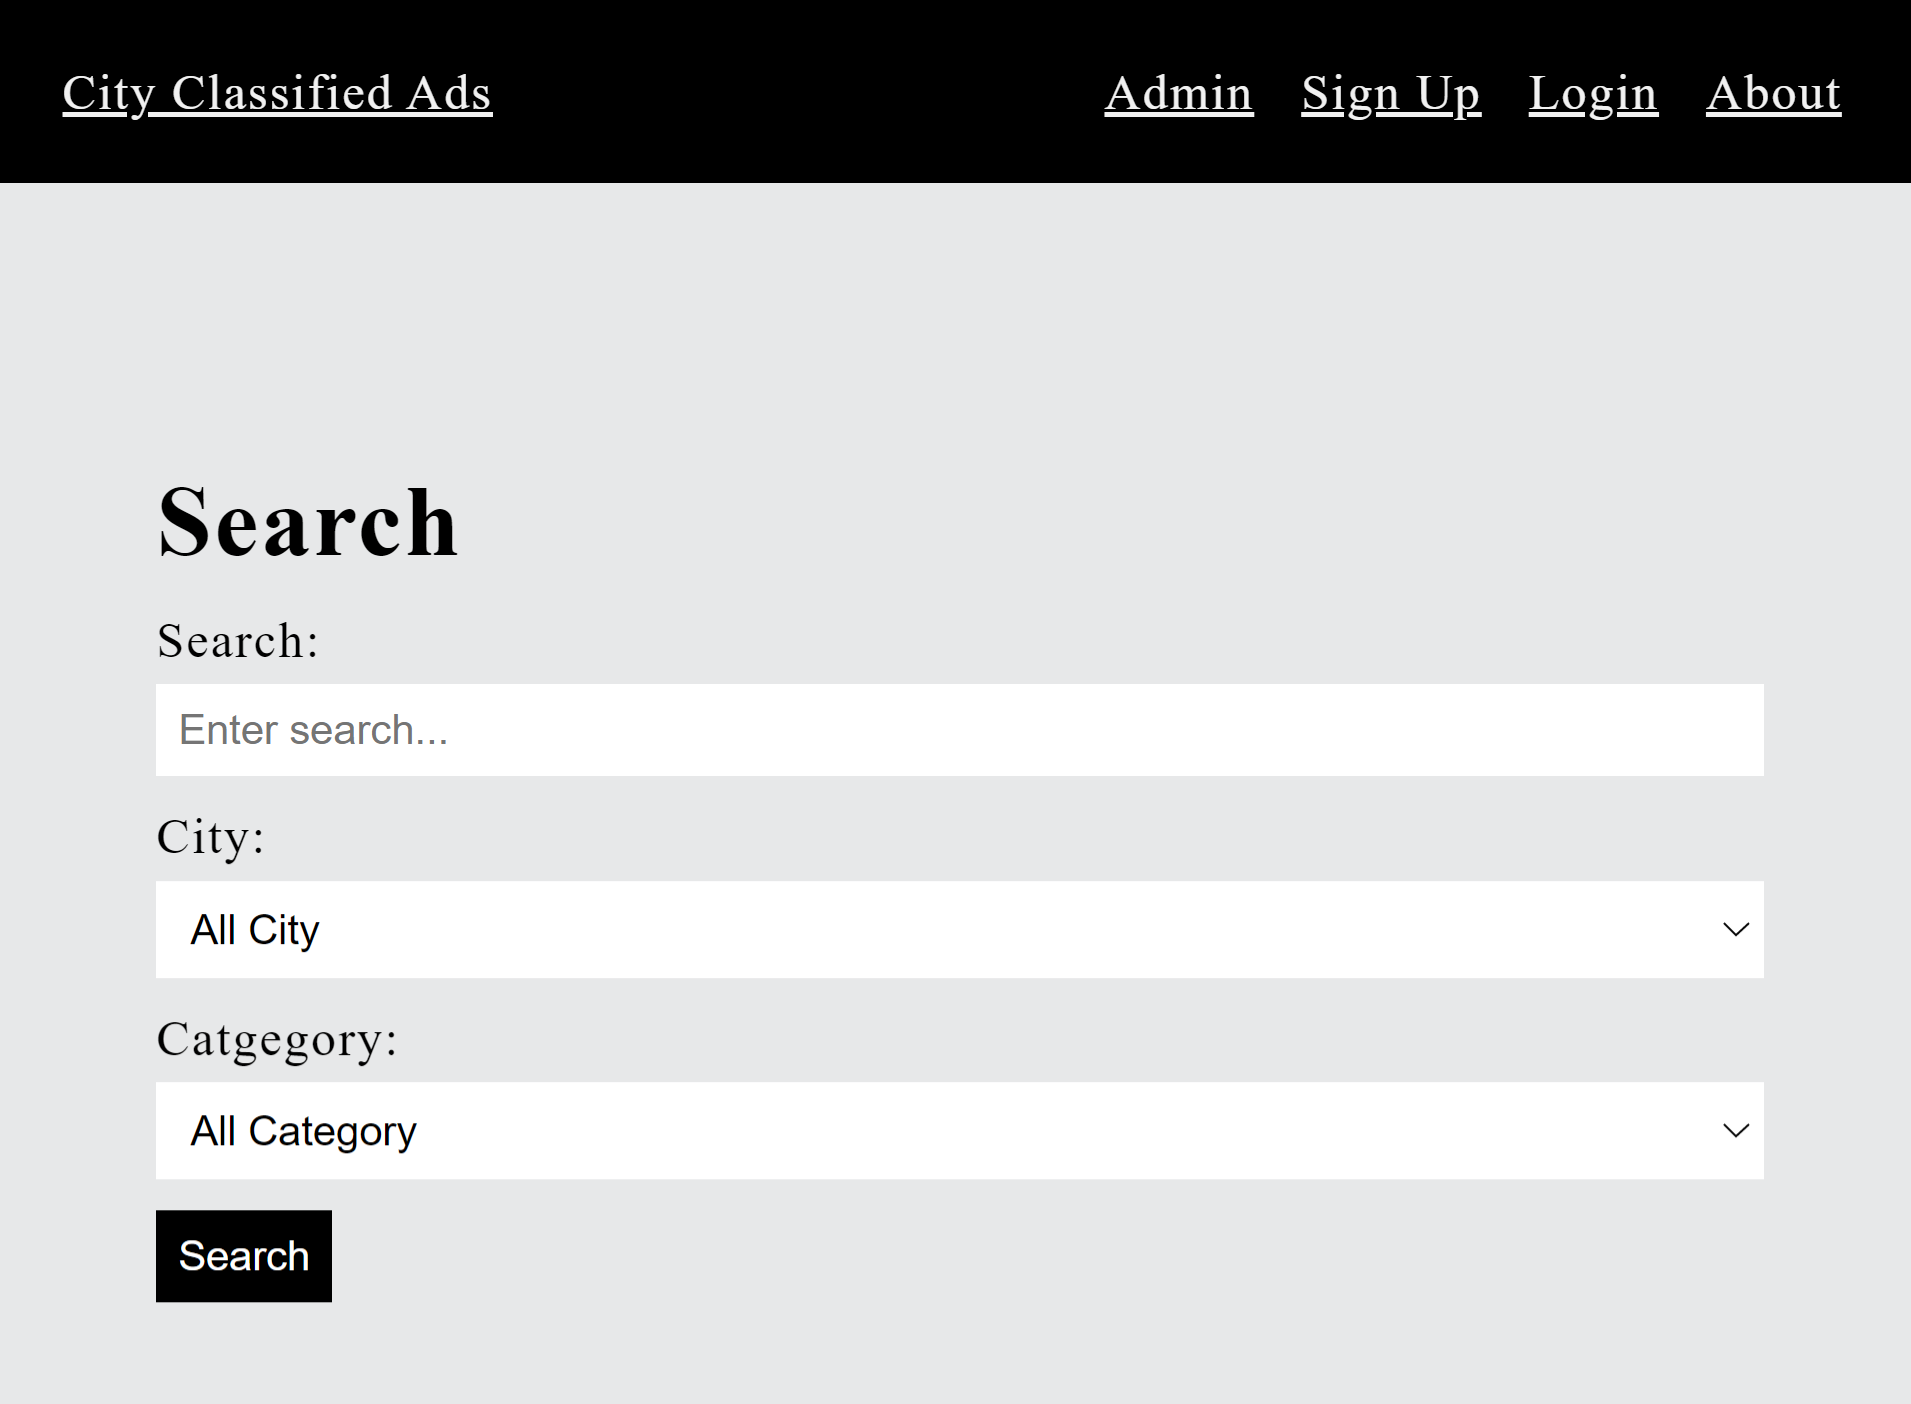 City Classified Ads Admin Sign Up Login About
Search
Search:
Enter search...
City:
All City
Catgegory:
All Category
Search